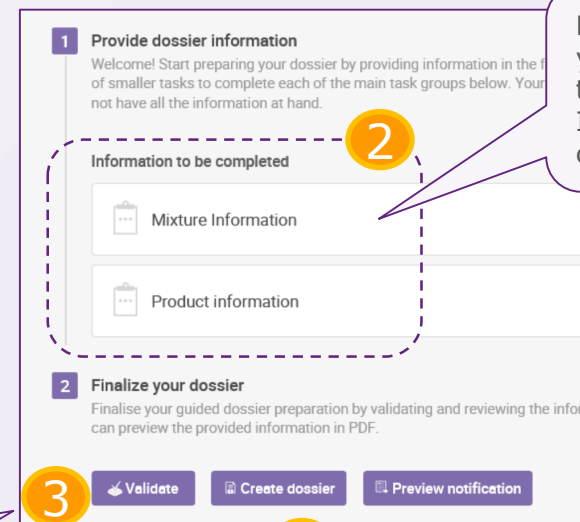 1 Provide dossier information
Welcome! Start preparing your dossier by providing information in the f
of smaller tasks to complete each of the main task groups below. Your
not have all the information at hand.
2
Information to be completed
Mixture Information
Product information
2 Finalize your dossier
Finalise your guided dossier preparation by validating and reviewing the infor
can preview the provided information in PDF.
3
Validate
Create dossier
Preview notification